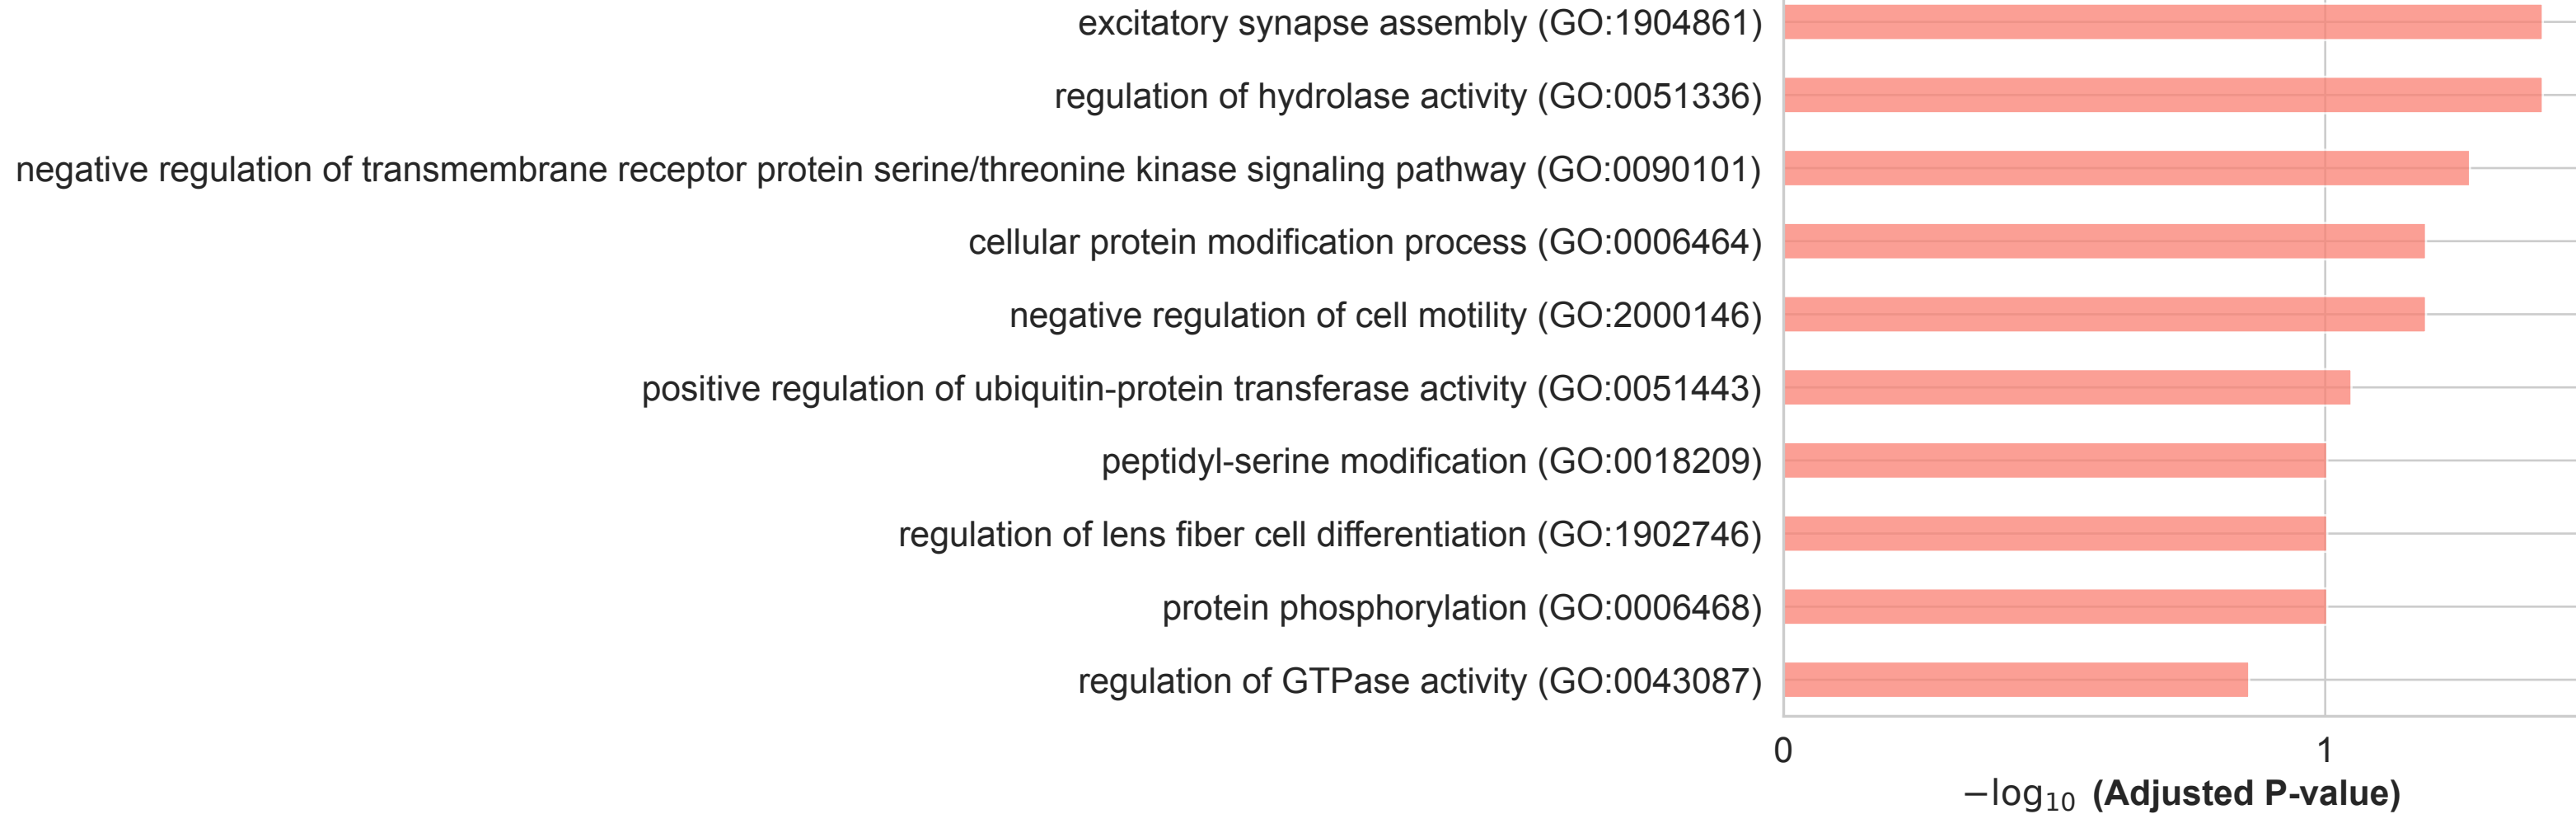 excitatory synapse assembly (GO:1904861)
regulation of hydrolase activity (GO:0051336)
negative regulation of transmembrane receptor protein serine/threonine kinase signaling pathway (GO:0090101)
cellular protein modification process (GO:0006464)
negative regulation of cell motility (GO:2000146)
positive regulation of ubiquitin-protein transferase activity (GO:0051443)
peptidyl-serine modification (GO:0018209)
regulation of lens fiber cell differentiation (GO:1902746)
protein phosphorylation (GO:0006468)
regulation of GTPase activity (GO:0043087)
0 1
−log₁₀ (Adjusted P-value)